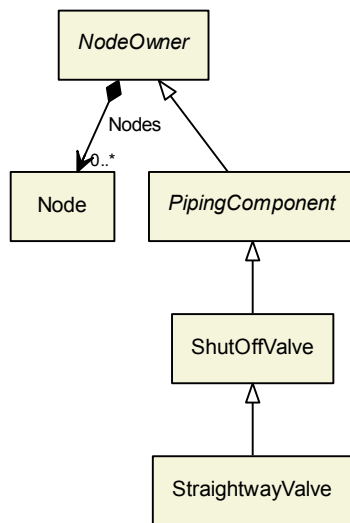 NodeOwner
Nodes
0..*
Node
PipingComponent
ShutOffValve
StraightwayValve